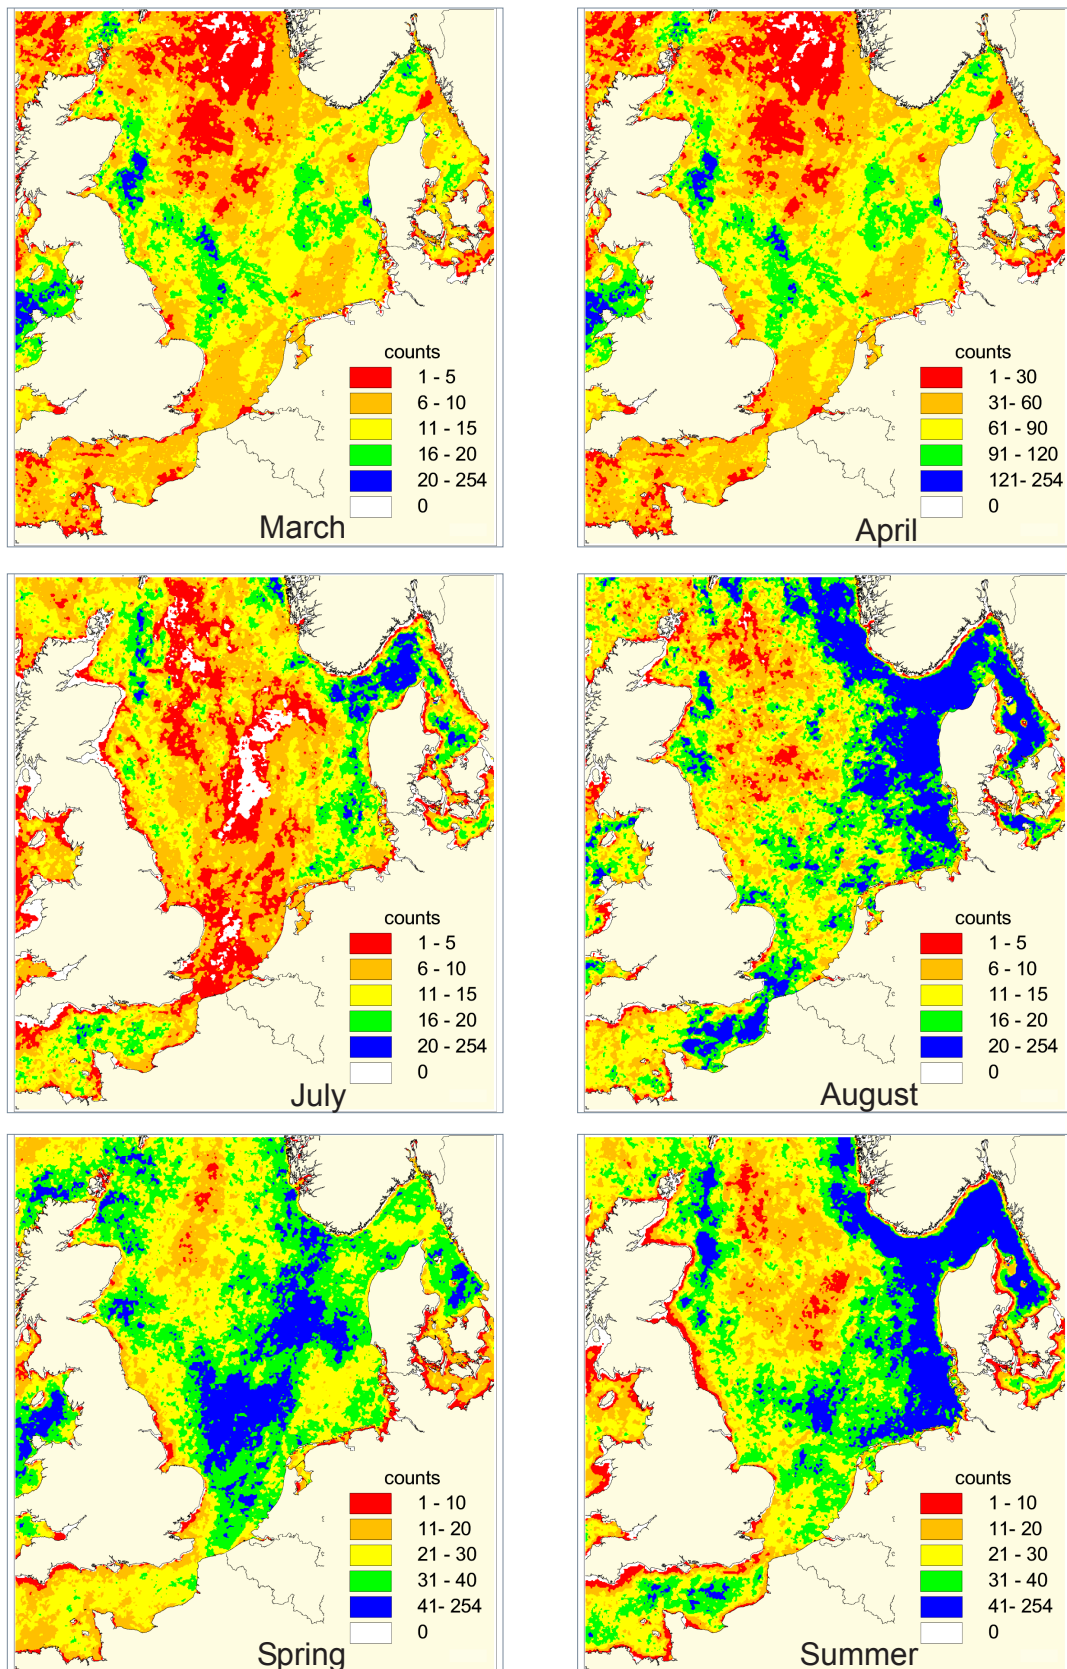 counts
1 - 5
6 - 10
11 - 15
16 - 20
20 - 254
0
March
counts
1 - 30
31- 60
61 - 90
91 - 120
121- 254
0
April
counts
1 - 5
6 - 10
11 - 15
16 - 20
20 - 254
0
July
counts
1 - 5
6 - 10
11 - 15
16 - 20
20 - 254
0
August
counts
1 - 10
11- 20
21 - 30
31 - 40
41- 254
0
Spring
counts
1 - 10
11- 20
21 - 30
31 - 40
41- 254
0
Summer